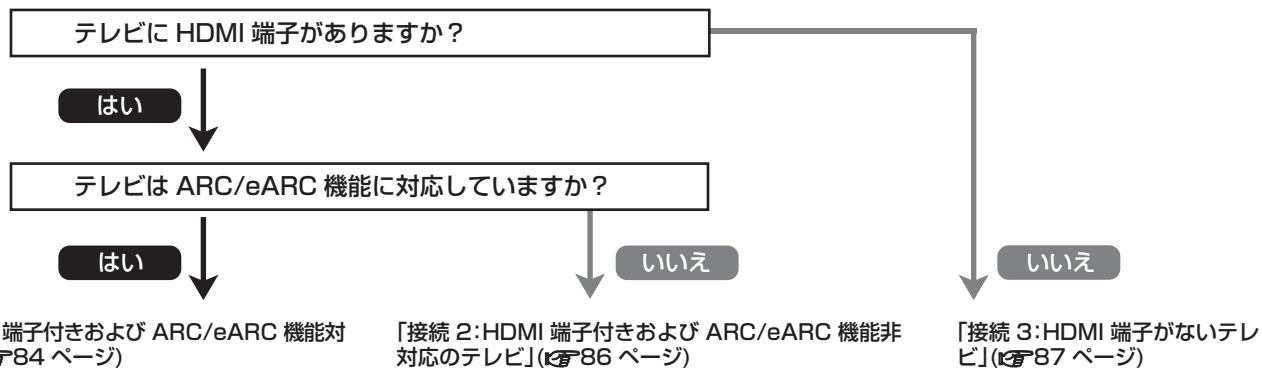 テレビに HDMI 端子がありますか？
はい
テレビは ARC/eARC 機能に対応していますか？
はい
いいえ
いいえ
端子付きおよび ARC/eARC 機能対
84 ページ)
「接続 2：HDMI 端子付きおよび ARC/eARC 機能非
対応のテレビ」(☞86 ページ)
「接続 3：HDMI 端子がないテレ
ビ」(☞87 ページ)